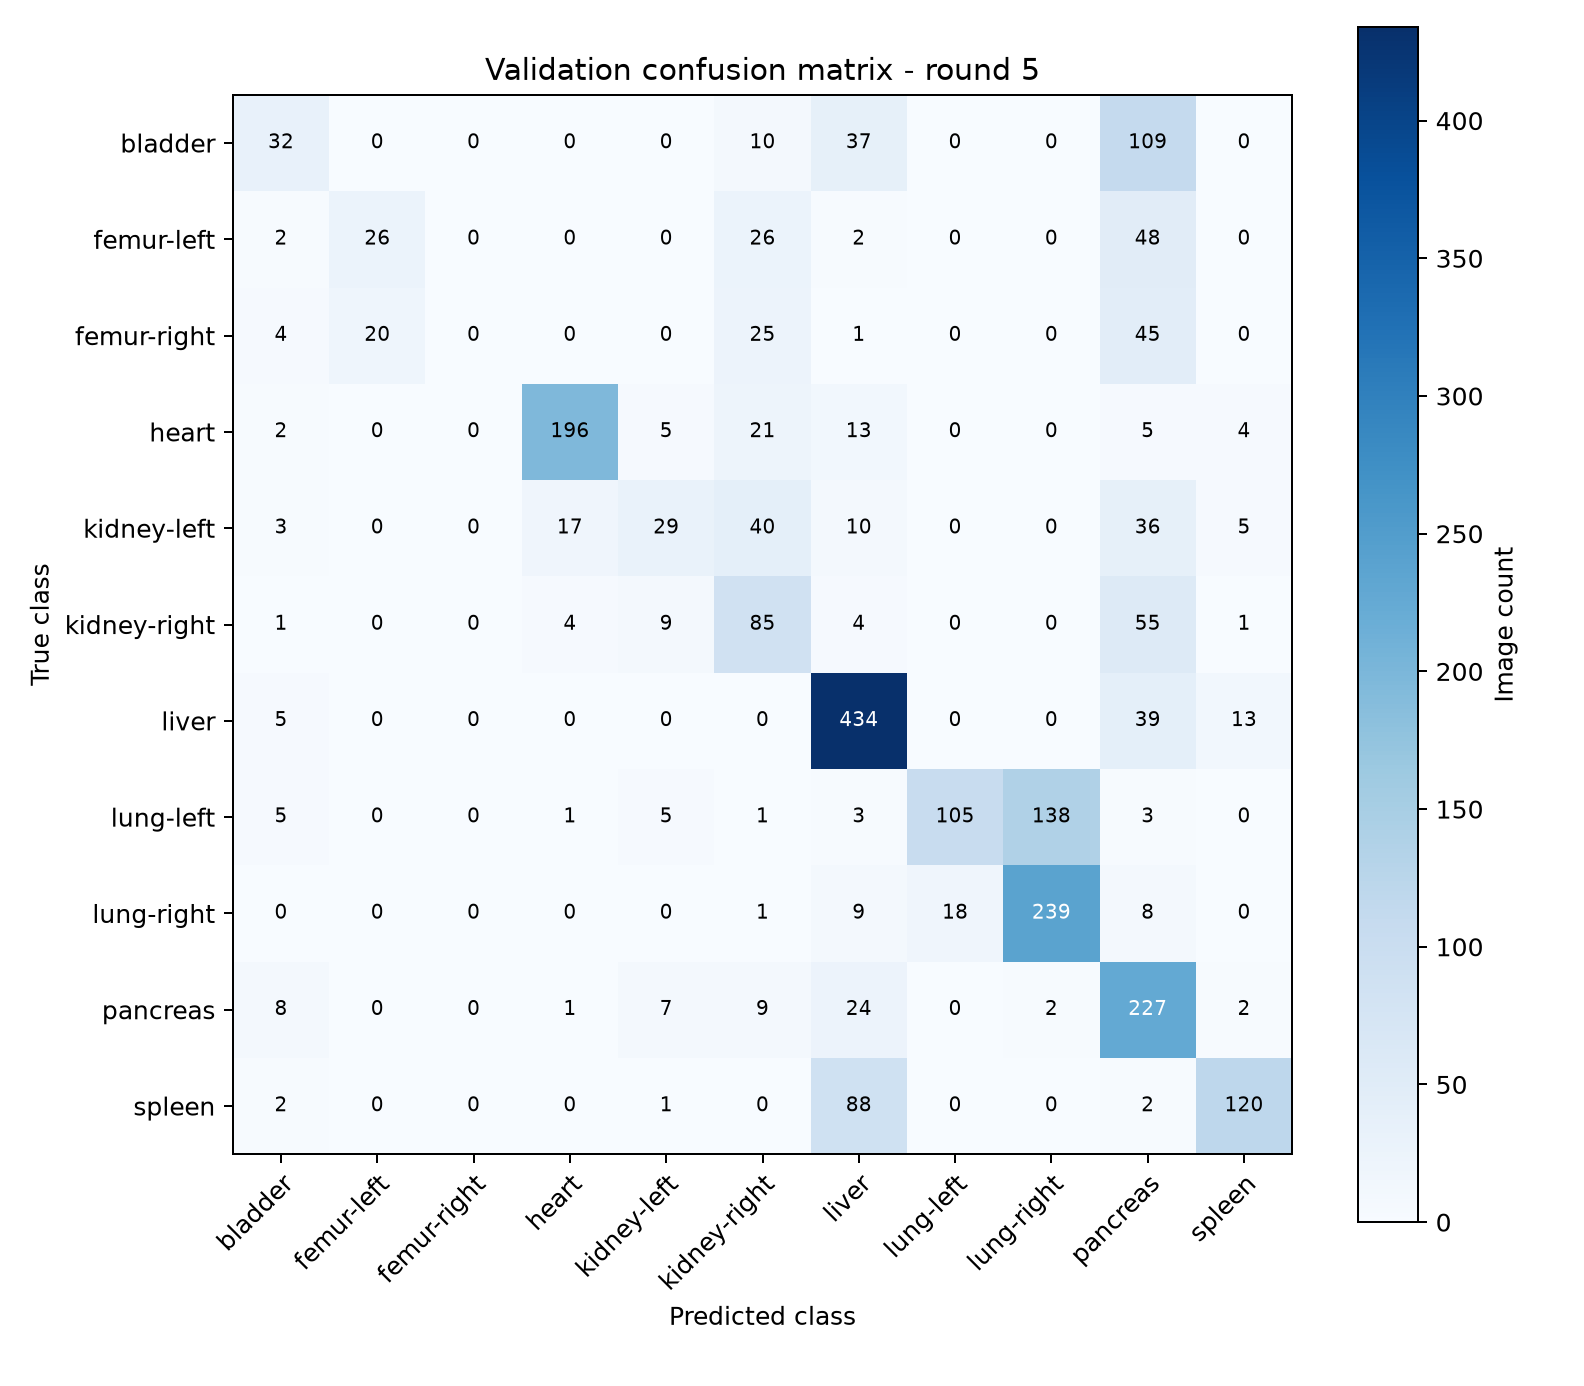 Validation confusion matrix - round 5
bladder 32 0 0 0 0 10 37 0 0 109 0
femur-left 2 26 0 0 0 26 2 0 0 48 0
femur-right 4 20 0 0 0 25 1 0 0 45 0
heart 2 0 0 196 5 21 13 0 0 5 4
kidney-left 3 0 0 17 29 40 10 0 0 36 5
kidney-right 1 0 0 4 9 85 4 0 0 55 1
liver 5 0 0 0 0 0 434 0 0 39 13
lung-left 5 0 0 1 5 1 3 105 138 3 0
lung-right 0 0 0 0 0 1 9 18 239 8 0
pancreas 8 0 0 1 7 9 24 0 2 227 2
spleen 2 0 0 0 1 0 88 0 0 2 120
bladder femur-left femur-right heart kidney-left kidney-right liver lung-left lung-right pancreas spleen
Predicted class
True class
400
350
300
250
200
150
100
50
0
Image count